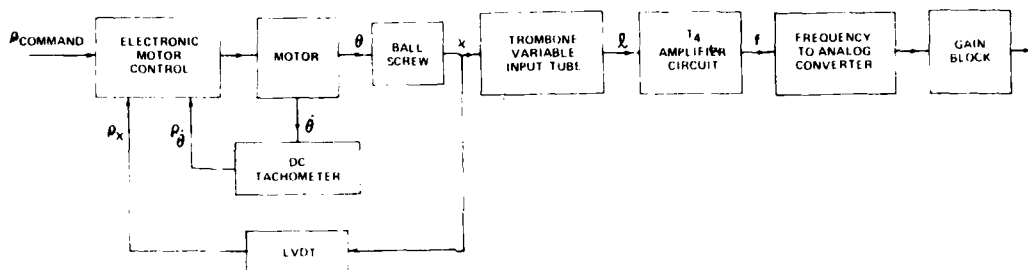 ρCOMMAND
ELECTRONIC
MOTOR
CONTROL
MOTOR
θ
BALL
SCREW
x
TROMBONE
VARIABLE
INPUT TUBE
ℓ
T4
AMPLIFIER
CIRCUIT
f
FREQUENCY
TO ANALOG
CONVERTER
GAIN
BLOCK
ρx
ρθ̇
θ̇
DC
TACHOMETER
LVDT